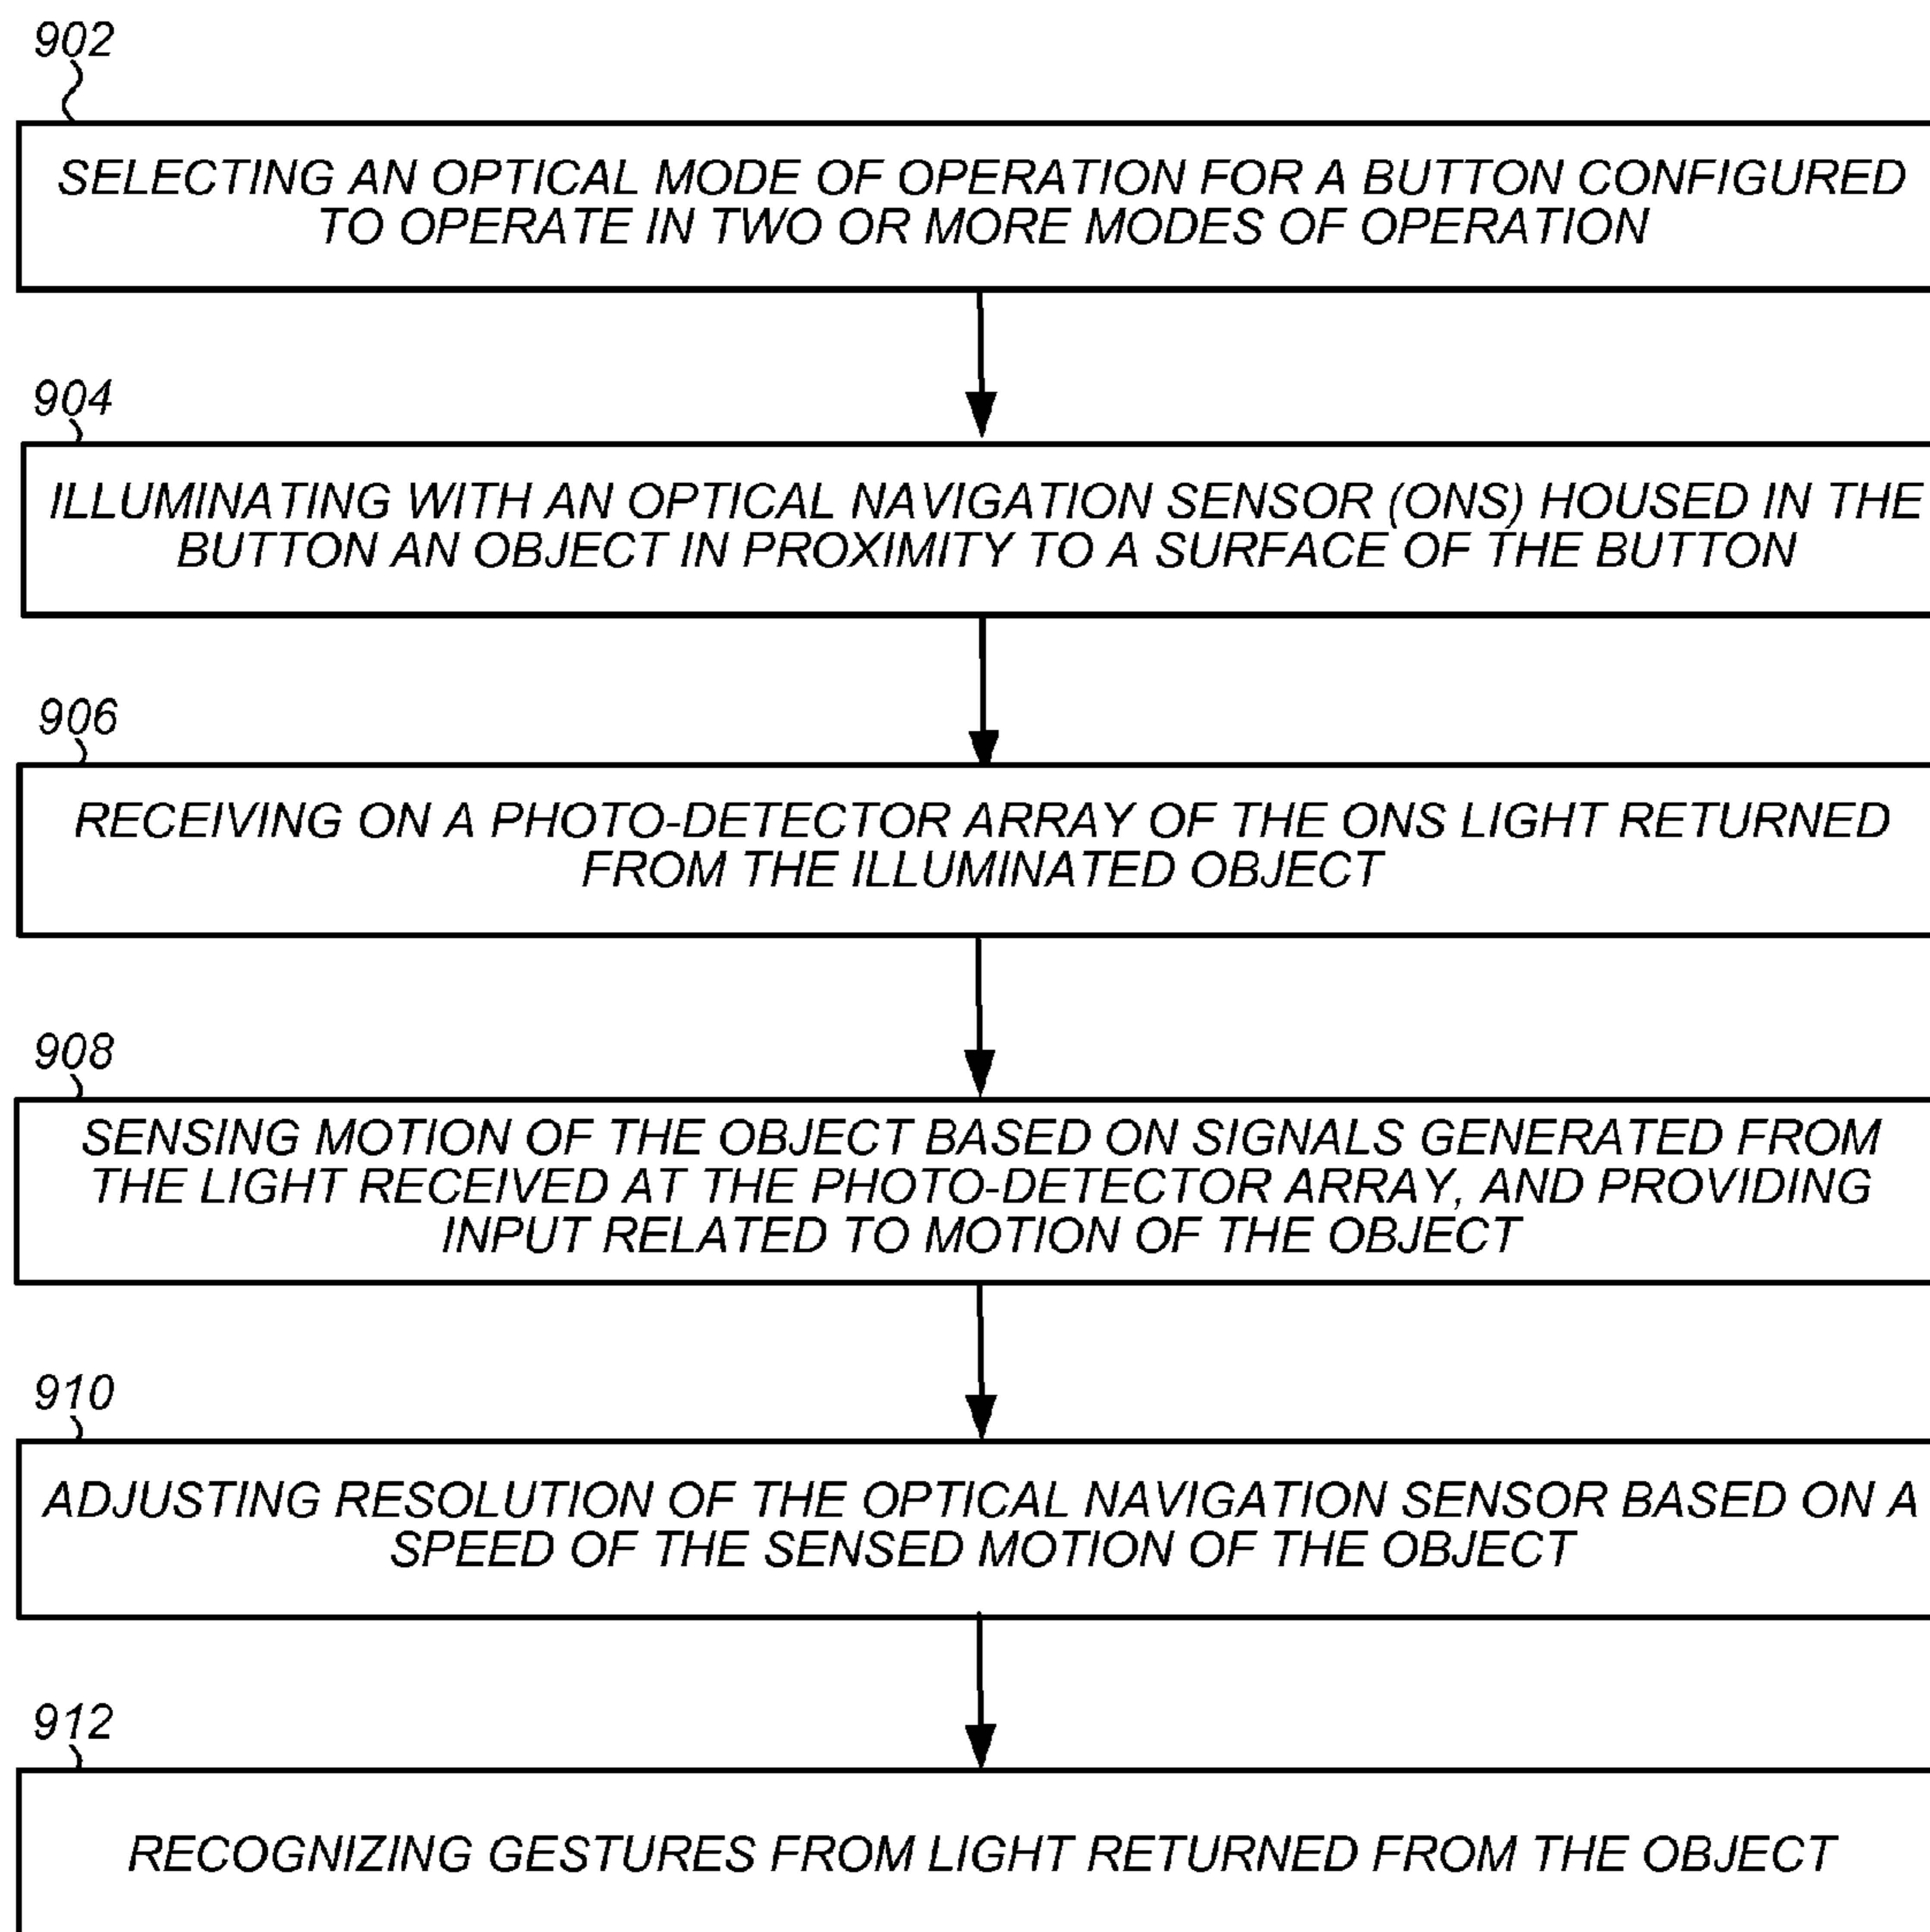 902
SELECTING AN OPTICAL MODE OF OPERATION FOR A BUTTON CONFIGURED
TO OPERATE IN TWO OR MORE MODES OF OPERATION
904
ILLUMINATING WITH AN OPTICAL NAVIGATION SENSOR (ONS) HOUSED IN THE
BUTTON AN OBJECT IN PROXIMITY TO A SURFACE OF THE BUTTON
906
RECEIVING ON A PHOTO-DETECTOR ARRAY OF THE ONS LIGHT RETURNED
FROM THE ILLUMINATED OBJECT
908
SENSING MOTION OF THE OBJECT BASED ON SIGNALS GENERATED FROM
THE LIGHT RECEIVED AT THE PHOTO-DETECTOR ARRAY, AND PROVIDING
INPUT RELATED TO MOTION OF THE OBJECT
910
ADJUSTING RESOLUTION OF THE OPTICAL NAVIGATION SENSOR BASED ON A
SPEED OF THE SENSED MOTION OF THE OBJECT
912
RECOGNIZING GESTURES FROM LIGHT RETURNED FROM THE OBJECT